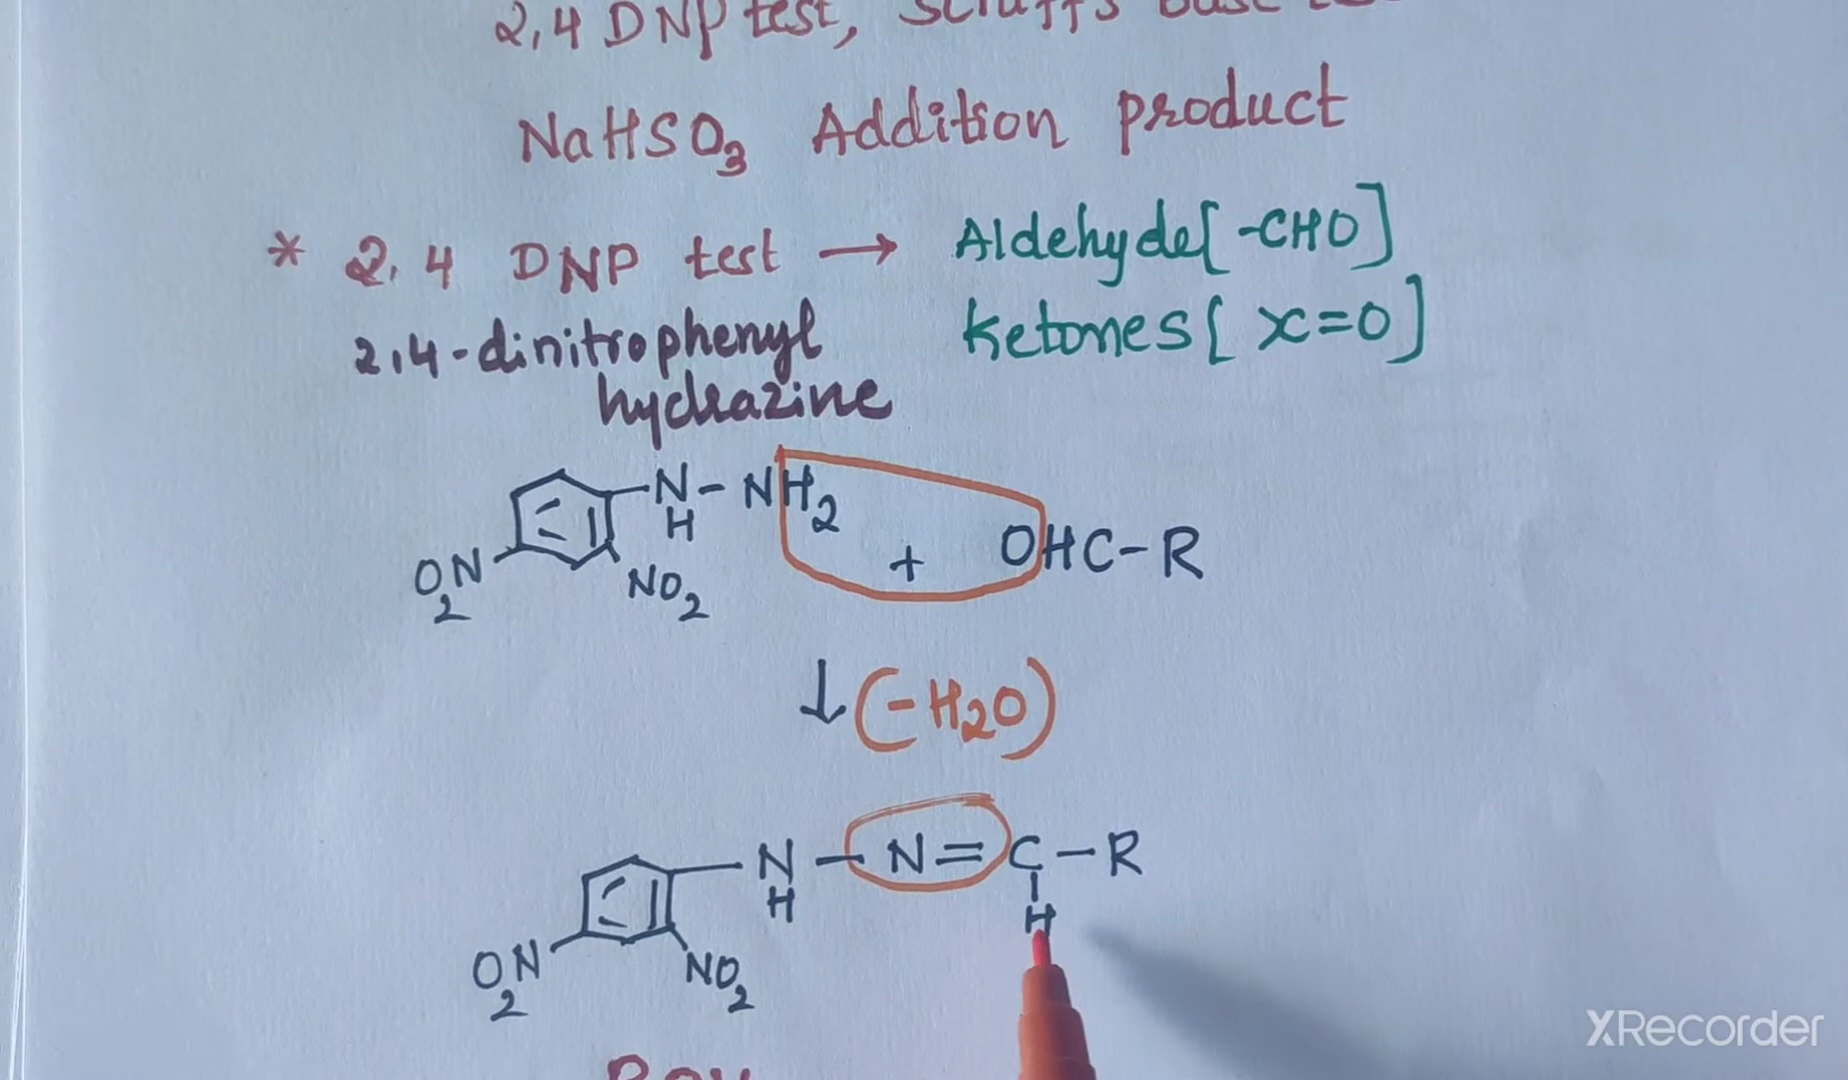 2,4 DNP test,
NaHSO3 Addition product
* 2,4 DNP test → Aldehyde[-CHO]
2,4-dinitrophenyl ketones[ x=0]
hydrazine
N - NH2
H
+ OHC-R
O2N
NO2
↓ (-H2O)
N - N = C - R
H H
O2N
NO2
XRecorder